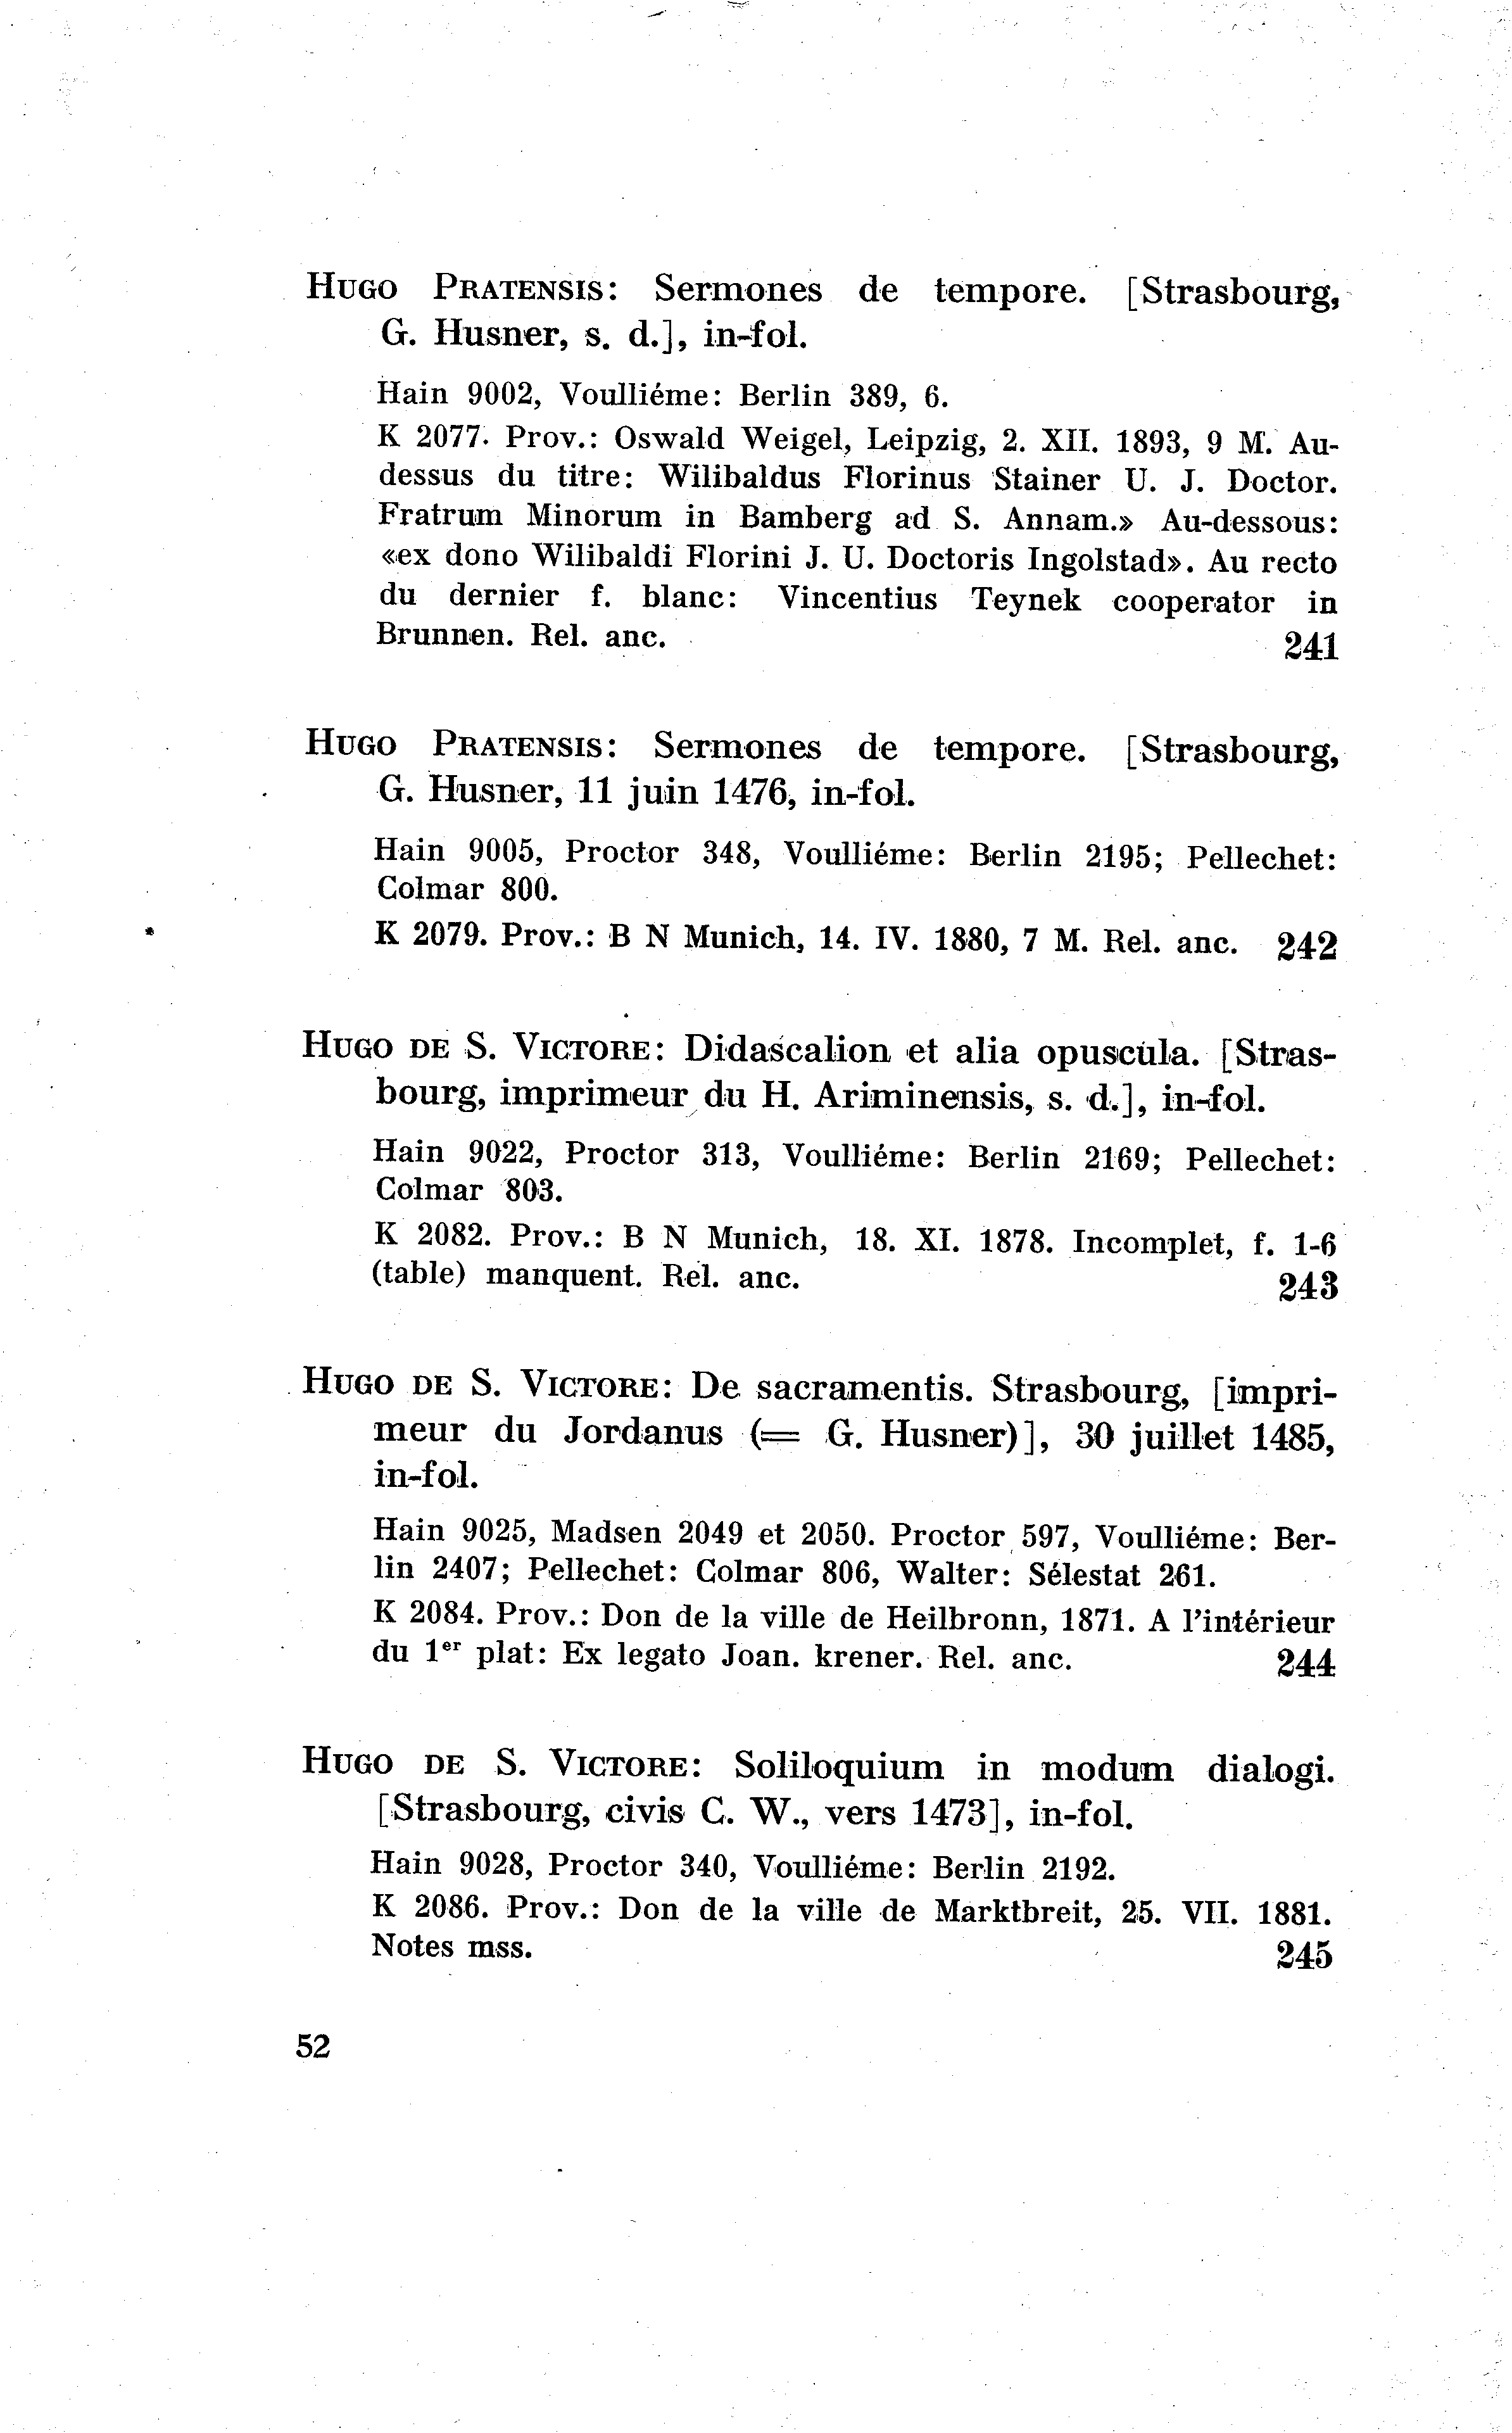 HUGO PRATENSIS: Sermones de tempore. [Strasbourg,
G. Husner, s. d.], in-fol.
Hain 9002, Voulliéme: Berlin 389, 6.
K 2077. Prov.: Oswald Weigel, Leipzig, 2. XII. 1893, 9 M. Au-
dessus du titre: Wilibaldus Florinus Stainer U. J. Doctor.
Fratrum Minorum in Bamberg ad S. Annam.» Au-dessous:
«ex dono Wilibaldi Florini J. U. Doctoris Ingolstad». Au recto
du dernier f. blanc: Vincentius Teynek cooperator in
Brunnen. Rel. anc. 241
HUGO PRATENSIS: Sermones de tempore. [Strasbourg,
G. Husner, 11 juin 1476, in-fol.
Hain 9005, Proctor 348, Voulliéme: Berlin 2195; Pellechet:
Colmar 800.
K 2079. Prov.: B N Munich, 14. IV. 1880, 7 M. Rel. anc. 242
HUGO DE S. VICTORE: Didascalion et alia opuscula. [Stras-
bourg, imprimeur du H. Ariminensis, s. d.], in-fol.
Hain 9022, Proctor 313, Voulliéme: Berlin 2169; Pellechet:
Colmar 803.
K 2082. Prov.: B N Munich, 18. XI. 1878. Incomplet, f. 1-6
(table) manquent. Rel. anc. 243
HUGO DE S. VICTORE: De sacramentis. Strasbourg, [impri-
meur du Jordanus (= G. Husner)], 30 juillet 1485,
in-fol.
Hain 9025, Madsen 2049 et 2050. Proctor 597, Voulliéme: Ber-
lin 2407; Pellechet: Colmar 806, Walter: Sélestat 261.
K 2084. Prov.: Don de la ville de Heilbronn, 1871. A l'intérieur
du 1er plat: Ex legato Joan. krener. Rel. anc. 244
HUGO DE S. VICTORE: Soliloquium in modum dialogi.
[Strasbourg, civis C. W., vers 1473], in-fol.
Hain 9028, Proctor 340, Voulliéme: Berlin 2192.
K 2086. Prov.: Don de la ville de Marktbreit, 25. VII. 1881.
Notes mss. 245
52